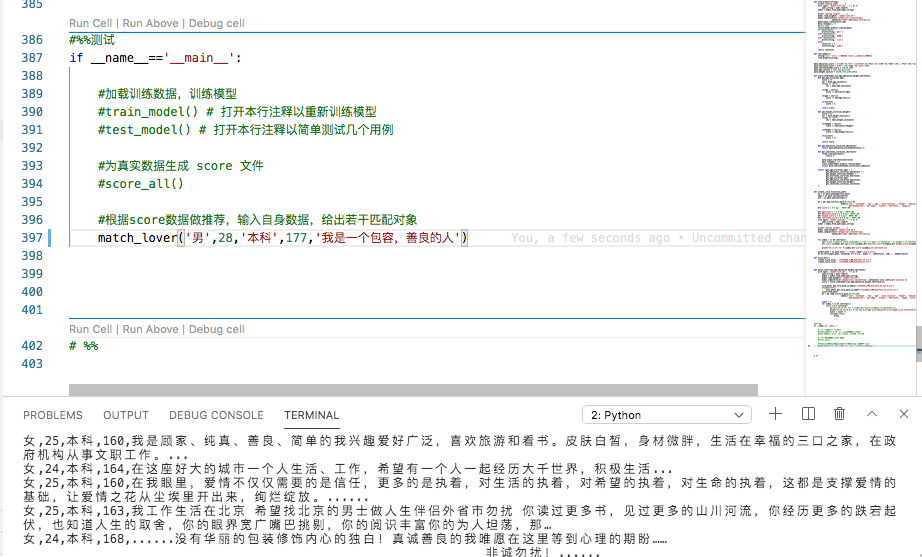 385
Run Cell | Run Above | Debug cell
386 #%%测试
387 if __name__=='__main__':
388
389 #加载训练数据，训练模型
390 #train_model() # 打开本行注释以重新训练模型
391 #test_model() # 打开本行注释以简单测试几个用例
392
393 #为真实数据生成 score 文件
394 #score_all()
395
396 #根据score数据做推荐，输入自身数据，给出若干匹配对象
397 match_lover('男',28,'本科',177,'我是一个包容，善良的人') You, a few seconds ago • Uncommitted chan
398
399
400
401
Run Cell | Run Above | Debug cell
402 # %%
403
PROBLEMS OUTPUT DEBUG CONSOLE TERMINAL 2: Python
女,25,本科,160,我是顾家、纯真、善良、简单的我兴趣爱好广泛，喜欢旅游和看书。皮肤白皙，身材微胖，生活在幸福的三口之家，在政
府机构从事文职工作。...
女,24,本科,164,在这座好大的城市一个人生活、工作，希望有一个人一起经历大千世界，积极生活...
女,25,本科,160,在我眼里，爱情不仅仅需要的是信任，更多的是执着，对生活的执着，对希望的执着，对生命的执着，这都是支撑爱情的
基础，让爱情之花从尘埃里开出来，绚烂绽放。......
女,25,本科,163,我工作生活在北京 希望找北京的男士做人生伴侣外省市勿扰 你读过更多书，见过更多的山川河流，你经历更多的跌宕起
伏，也知道人生的取舍，你的眼界宽广嘴巴挑剔，你的阅识丰富你的为人坦荡，那…
女,24,本科,168,......没有华丽的包装修饰内心的独白！真诚善良的我唯愿在这里等到心理的期盼……
非诚勿扰！......